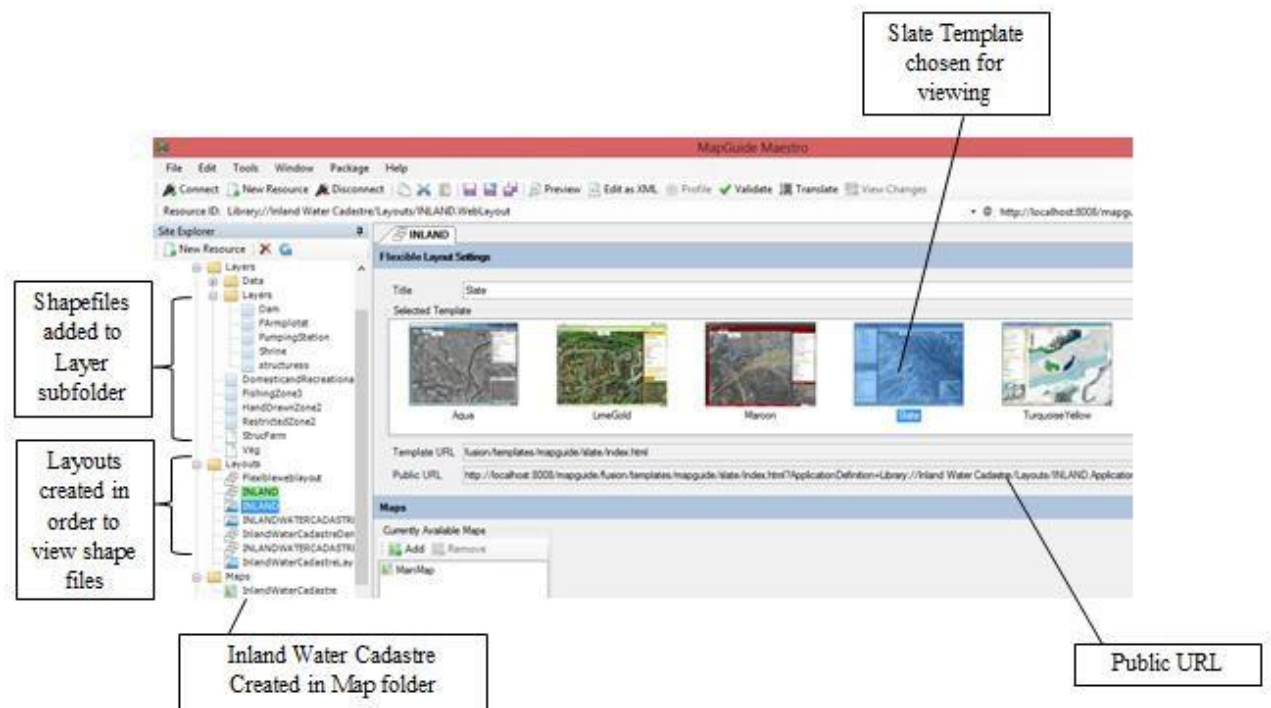 Slate Template
chosen for
viewing
MapGuide Maestro
File Edit Tools Window Package Help
Connect New Resource Disconnect Preview Edit as XML Profile Validate Translate View Changes
Resource ID: Library://Inland Water Cadastre/Layouts/INLAND.WebLayout http://localhost:8008/mapgu
Site Explorer
INLAND
New Resource
Flexible Layout Settings
Layers
Data
Layers
Dam
FArmplotat
PumpingStation
Shrine
structuress
DomesticandRecreationa
FishingZone3
HandDrawnZone2
RestrictedZone2
StrucFarm
Veg
Layouts
Flexibleweblayout
INLAND
INLAND
INLANDWATERCADASTRI
InlandWaterCadastreDem
INLANDWATERCADASTRI
InlandWaterCadastreLay
Maps
InlandWaterCadastre
Title Slate
Selected Template
Aqua LimeGold Maroon Slate TurquoiseYellow
Template URL fusion/templates/mapguide/slate/index.html
Public URL http://localhost:8008/mapguide/fusion/templates/mapguide/slate/index.html?ApplicationDefinition=Library://Inland Water Cadastre/Layouts/INLAND.Application
Maps
Currently Available Maps
Add Remove
MainMap
Shapefiles
added to
Layer
subfolder
Layouts
created in
order to
view shape
files
Inland Water Cadastre
Created in Map folder
Public URL